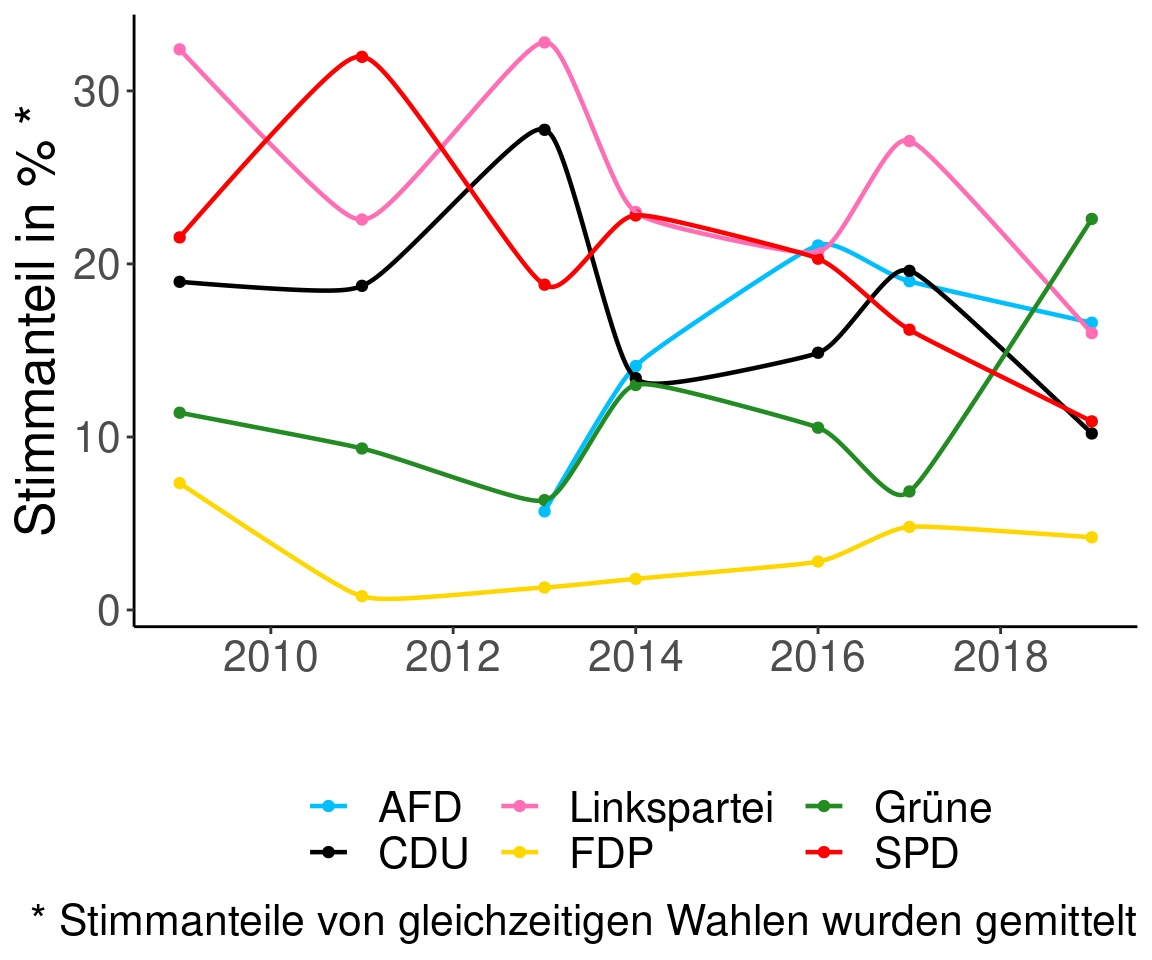 Stimmanteil in % *
30
20
10
0
2010 2012 2014 2016 2018
AFD Linkspartei Grüne
CDU FDP SPD
* Stimmanteile von gleichzeitigen Wahlen wurden gemittelt